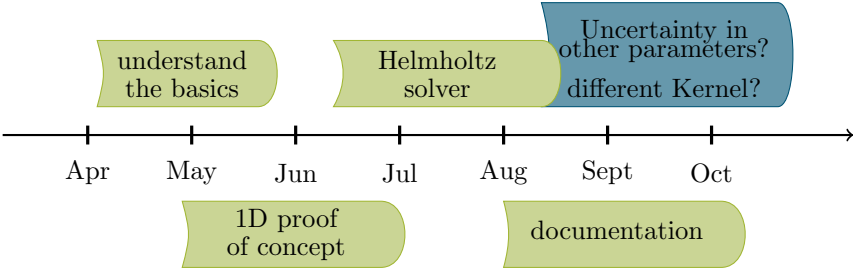 understand
the basics
Helmholtz
solver
Uncertainty in
other parameters?
different Kernel?
Apr
May
Jun
Jul
Aug
Sept
Oct
1D proof
of concept
documentation